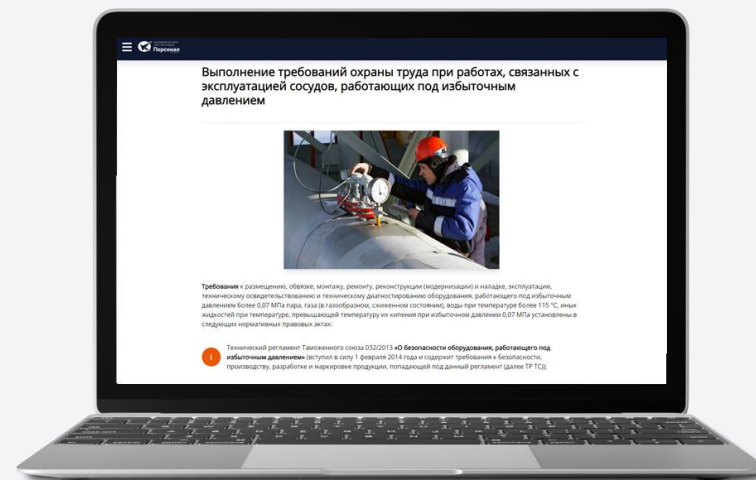 Персонал
Выполнение требований охраны труда при работах, связанных с
эксплуатацией сосудов, работающих под избыточным
давлением
Требования к размещению, обвязке, монтажу, ремонту, реконструкции (модернизации) и наладке, эксплуатации,
техническому освидетельствованию и техническому диагностированию оборудования, работающего под избыточным
давлением более 0,07 МПа пара, газа (в газообразном, сжиженном состоянии), воды при температуре более 115 °С, иных
жидкостей при температуре, превышающей температуру их кипения при избыточном давлении 0,07 МПа установлены в
следующих нормативных правовых актах:
1
Технический регламент Таможенного союза 032/2013 «О безопасности оборудования, работающего под
избыточным давлением» (вступил в силу 1 февраля 2014 года и содержит требования к безопасности,
производству, разработке и маркировке продукции, попадающей под данный регламент (далее ТР ТС));